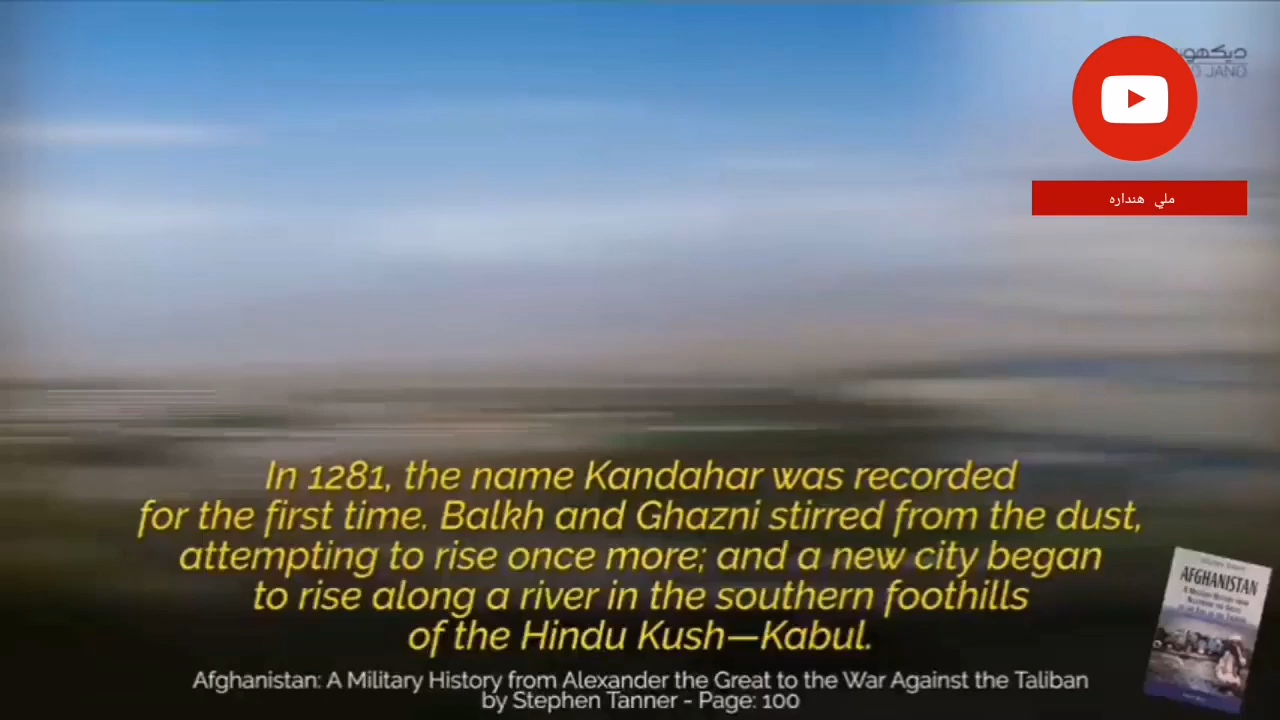 دیکھو
JANG
ملي هنداره
In 1281, the name Kandahar was recorded
for the first time. Balkh and Ghazni stirred from the dust,
attempting to rise once more; and a new city began
to rise along a river in the southern foothills
of the Hindu Kush—Kabul.
AFGHANISTAN
Afghanistan: A Military History from Alexander the Great to the War Against the Taliban
by Stephen Tanner - Page: 100